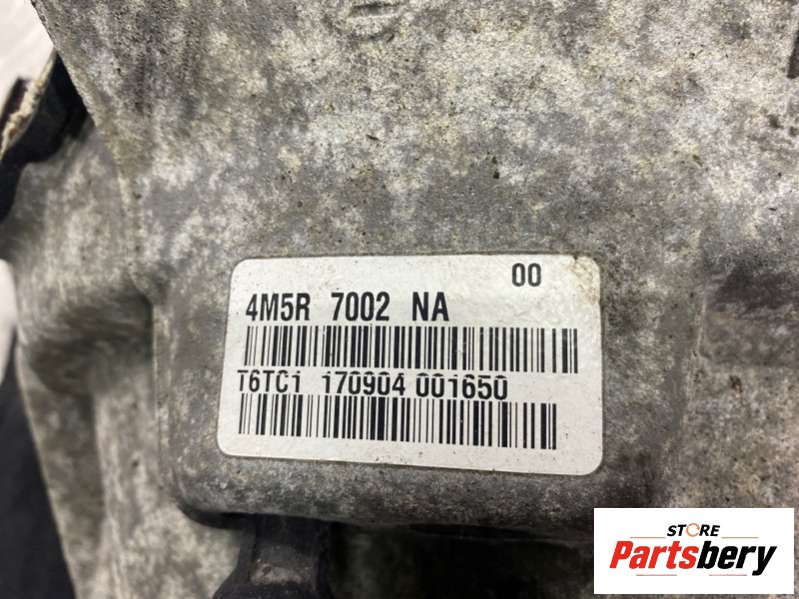 00
4M5R 7002 NA
T6TC1 170904 001650
STORE
Partsbery